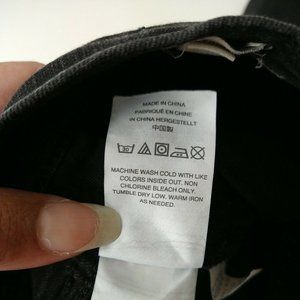 MADE IN CHINA
FABRIQUÉ EN CHINE
IN CHINA HERGESTELLT
中国製
MACHINE WASH COLD WITH LIKE
COLORS INSIDE OUT. NON
CHLORINE BLEACH ONLY.
TUMBLE DRY LOW. WARM IRON
AS NEEDED.